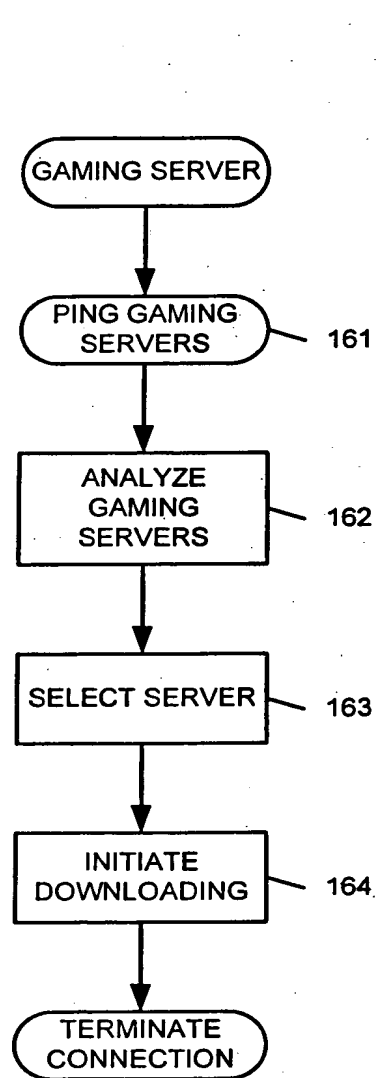 GAMING SERVER
PING GAMING
SERVERS
161
ANALYZE
GAMING
SERVERS
162
SELECT SERVER
163
INITIATE
DOWNLOADING
164
TERMINATE
CONNECTION